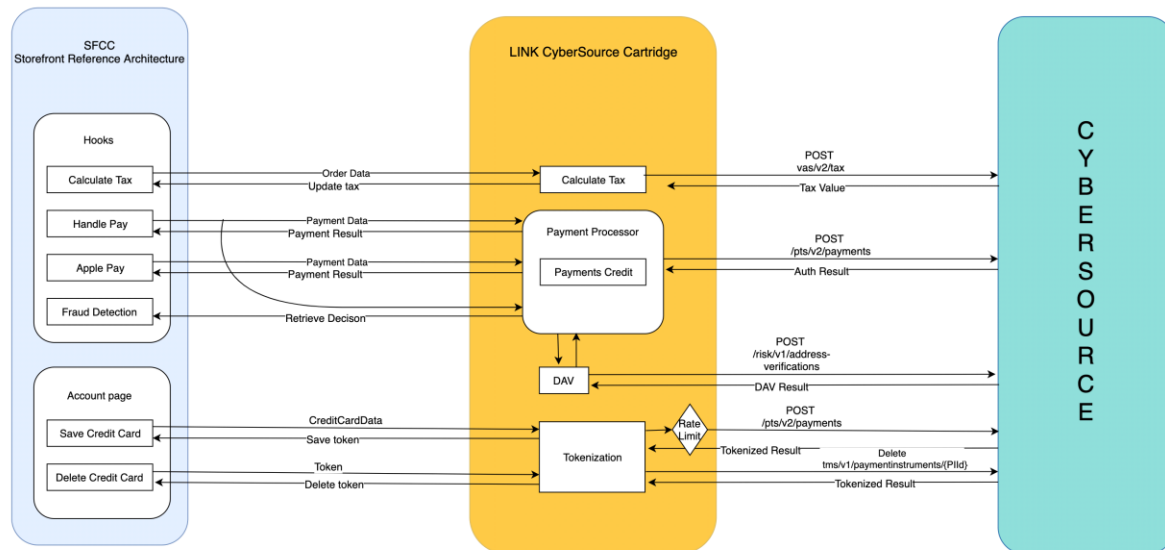 SFCC
Storefront Reference Architecture
LINK CyberSource Cartridge
CYBERSOURCE
Hooks
Calculate Tax
Order Data
Update tax
Calculate Tax
POST
vas/v2/tax
Tax Value
Handle Pay
Payment Data
Payment Result
Payment Processor
Apple Pay
Payment Data
Payment Result
Payments Credit
POST
/pts/v2/payments
Auth Result
Fraud Detection
Retrieve Decison
DAV
POST
/risk/v1/address-
verifications
DAV Result
Account page
Save Credit Card
CreditCardData
Save token
Tokenization
Rate
Limit
POST
/pts/v2/payments
Tokenized Result
Delete Credit Card
Token
Delete token
Delete
tms/v1/paymentinstruments/{PIId}
Tokenized Result